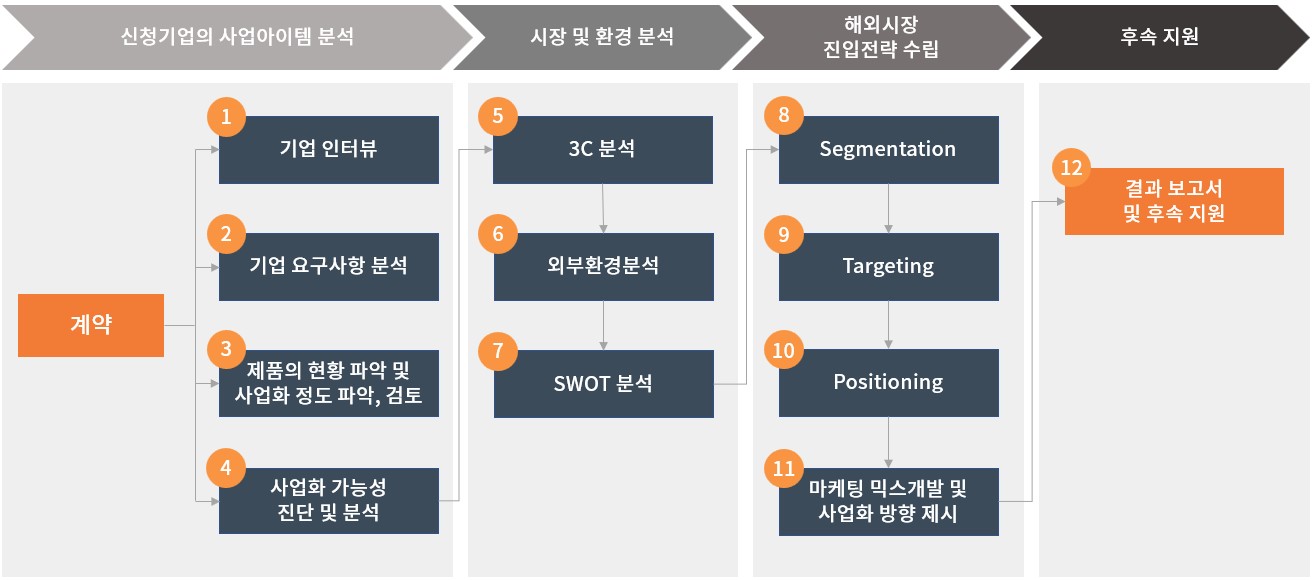 신청기업의 사업아이템 분석
시장 및 환경 분석
해외시장
진입전략 수립
후속 지원
계약
1
기업 인터뷰
2
기업 요구사항 분석
3
제품의 현황 파악 및
사업화 정도 파악, 검토
4
사업화 가능성
진단 및 분석
5
3C 분석
6
외부환경분석
7
SWOT 분석
8
Segmentation
9
Targeting
10
Positioning
11
마케팅 믹스개발 및
사업화 방향 제시
12
결과 보고서
및 후속 지원